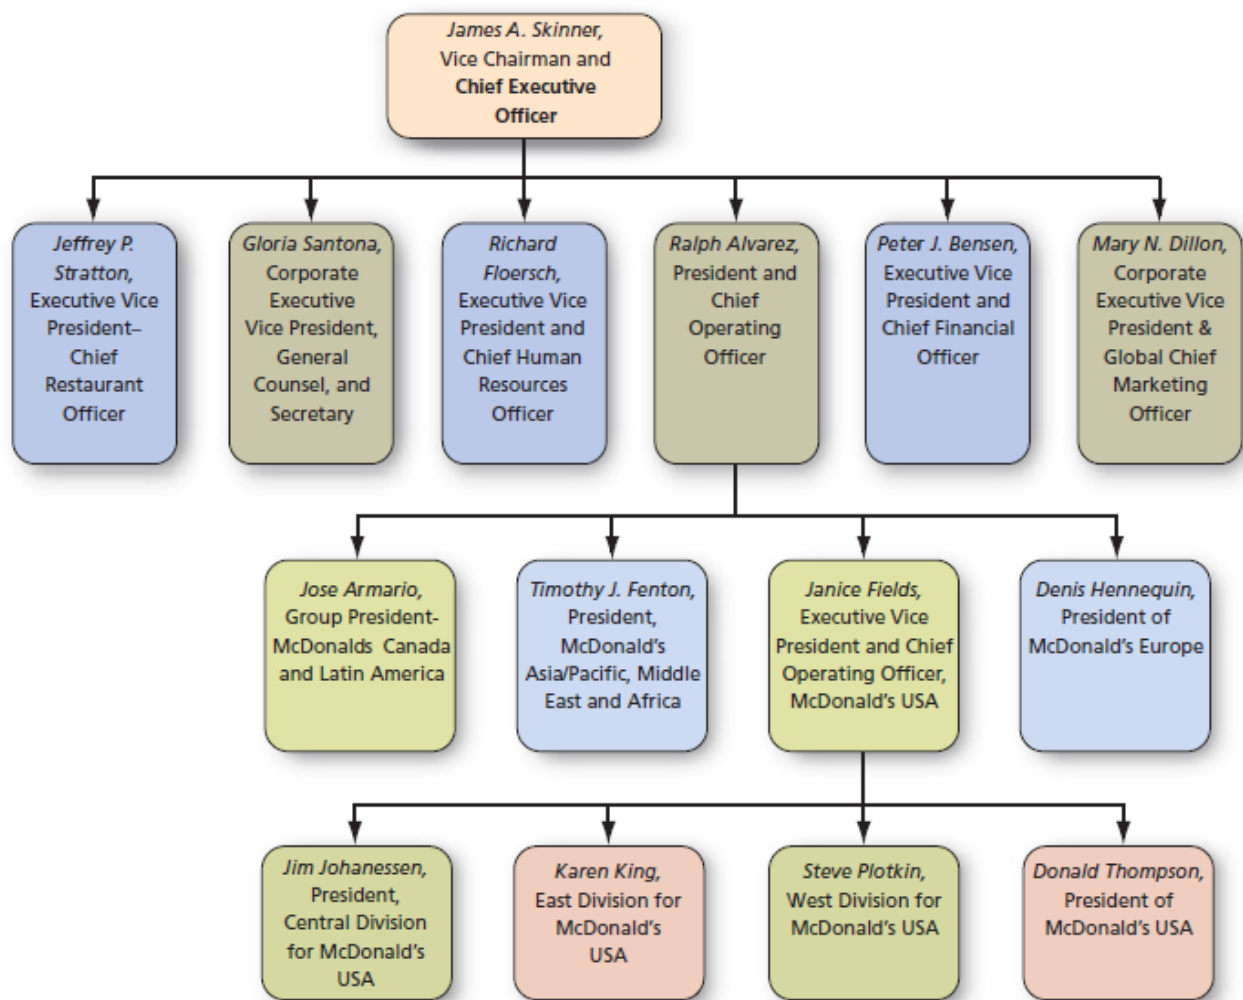 James A. Skinner,
Vice Chairman and
Chief Executive
Officer
Jeffrey P.
Stratton,
Executive Vice
President–
Chief
Restaurant
Officer
Gloria Santona,
Corporate
Executive
Vice President,
General
Counsel, and
Secretary
Richard
Floersch,
Executive Vice
President and
Chief Human
Resources
Officer
Ralph Alvarez,
President and
Chief
Operating
Officer
Peter J. Bensen,
Executive Vice
President and
Chief Financial
Officer
Mary N. Dillon,
Corporate
Executive Vice
President &
Global Chief
Marketing
Officer
Jose Armario,
Group President-
McDonalds Canada
and Latin America
Timothy J. Fenton,
President,
McDonald's
Asia/Pacific, Middle
East and Africa
Janice Fields,
Executive Vice
President and Chief
Operating Officer,
McDonald's USA
Denis Hennequin,
President of
McDonald's Europe
Jim Johanessen,
President,
Central Division
for McDonald's
USA
Karen King,
East Division for
McDonald's
USA
Steve Plotkin,
West Division for
McDonald's USA
Donald Thompson,
President of
McDonald's USA